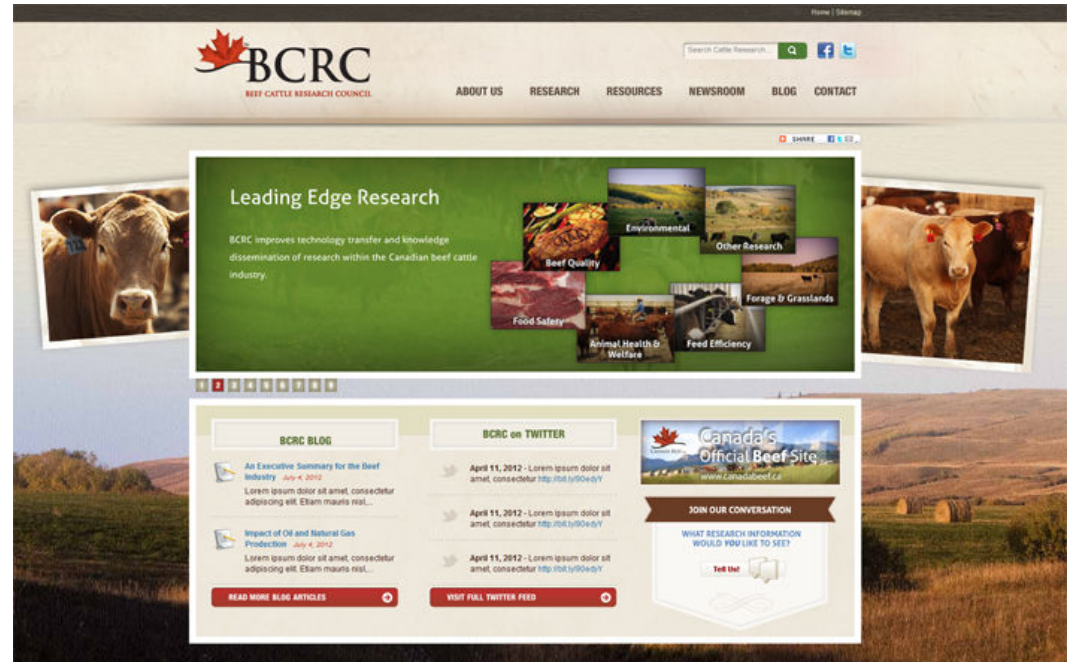 Home | Sitemap
BCRC
BEEF CATTLE RESEARCH COUNCIL
Search Cattle Research...
ABOUT US RESEARCH RESOURCES NEWSROOM BLOG CONTACT
SHARE
Leading Edge Research
BCRC improves technology transfer and knowledge
dissemination of research within the Canadian beef cattle
industry.
Environmental
Other Research
Beef Quality
Forage & Grasslands
Food Safety
Animal Health &
Welfare
Feed Efficiency
1 2 3 4 5 6 7 8 9
BCRC BLOG
An Executive Summary for the Beef
Industry July 4, 2012
Lorem ipsum dolor sit amet, consectetur
adipiscing elit. Etiam mauris nisl,...
Impact of Oil and Natural Gas
Production July 4, 2012
Lorem ipsum dolor sit amet, consectetur
adipiscing elit. Etiam mauris nisl,...
READ MORE BLOG ARTICLES
BCRC on TWITTER
April 11, 2012 - Lorem ipsum dolor sit
amet, consectetur http://bit.ly/90edyY
April 11, 2012 - Lorem ipsum dolor sit
amet, consectetur http://bit.ly/90edyY
April 11, 2012 - Lorem ipsum dolor sit
amet, consectetur http://bit.ly/90edyY
VISIT FULL TWITTER FEED
Canada's
Official Beef Site
www.canadabeef.ca
JOIN OUR CONVERSATION
WHAT RESEARCH INFORMATION
WOULD YOU LIKE TO SEE?
Tell Us!